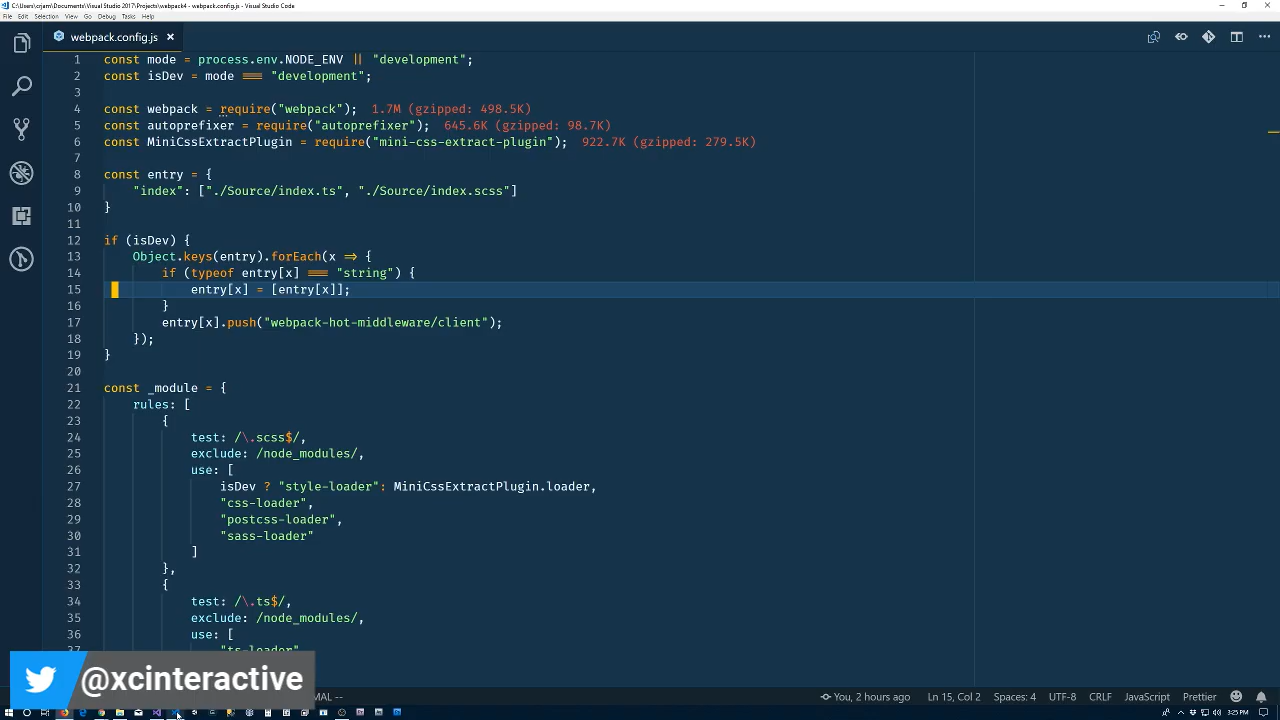 C:\Users\crjam\Documents\Visual Studio 2017\Projects\webpack4 - webpack.config.js - Visual Studio Code
File Edit Selection View Go Debug Tasks Help
webpack.config.js ×
1 const mode = process.env.NODE_ENV || "development";
2 const isDev = mode === "development";
3
4 const webpack = require("webpack"); 1.7M (gzipped: 498.5K)
5 const autoprefixer = require("autoprefixer"); 645.6K (gzipped: 98.7K)
6 const MiniCssExtractPlugin = require("mini-css-extract-plugin"); 922.7K (gzipped: 279.5K)
7
8 const entry = {
9 "index": ["./Source/index.ts", "./Source/index.scss"]
10 }
11
12 if (isDev) {
13 Object.keys(entry).forEach(x => {
14 if (typeof entry[x] === "string") {
15 entry[x] = [entry[x]];
16 }
17 entry[x].push("webpack-hot-middleware/client");
18 });
19 }
20
21 const _module = {
22 rules: [
23 {
24 test: /\.scss$/,
25 exclude: /node_modules/,
26 use: [
27 isDev ? "style-loader": MiniCssExtractPlugin.loader,
28 "css-loader",
29 "postcss-loader",
30 "sass-loader"
31 ]
32 },
33 {
34 test: /\.ts$/,
35 exclude: /node_modules/,
36 use: [
37 "ts-loader"
@xcinteractive
MAL -- You, 2 hours ago Ln 15, Col 2 Spaces: 4 UTF-8 CRLF JavaScript Prettier
3:25 PM